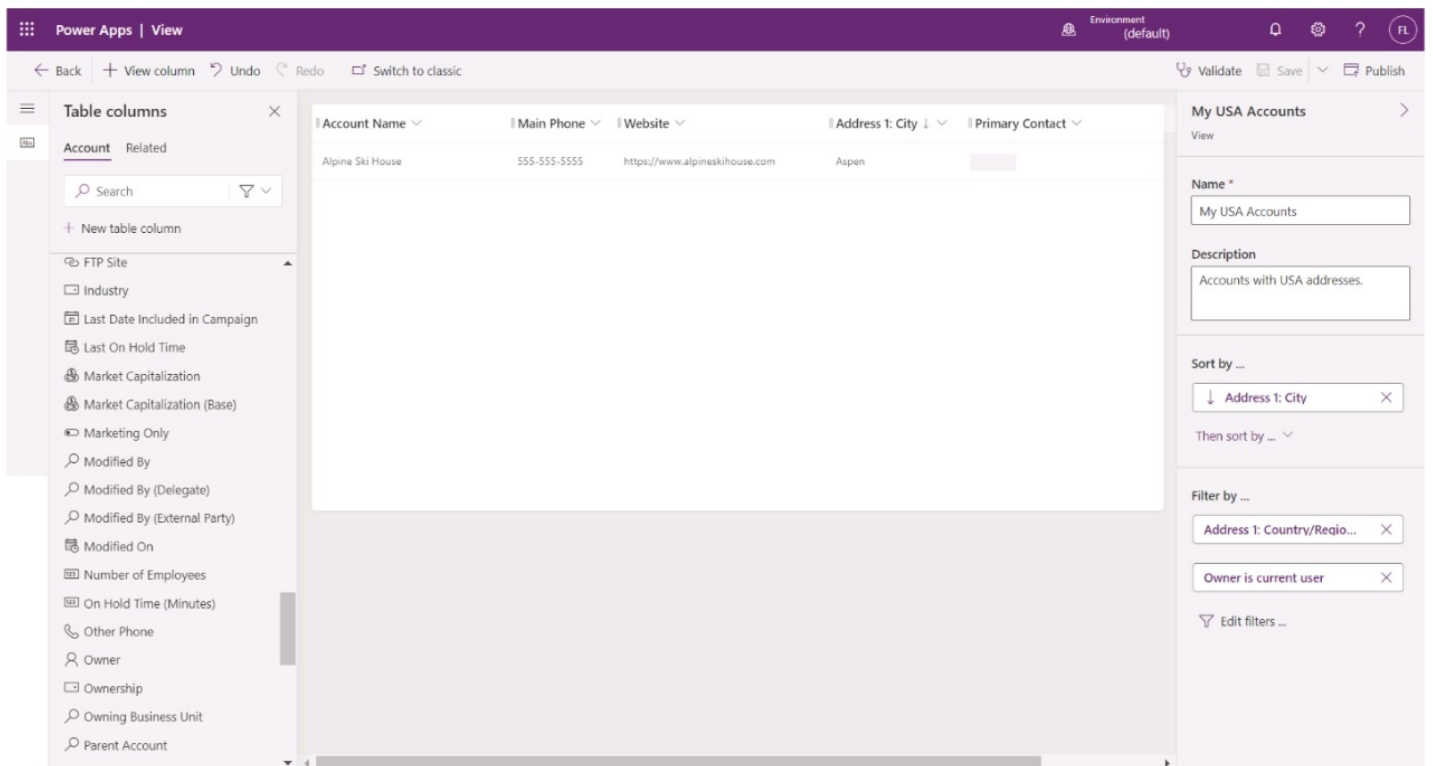 Power Apps | View
Environment
(default)
FL
Back
View column
Undo
Redo
Switch to classic
Validate
Save
Publish
Table columns
Account Related
Search
New table column
FTP Site
Industry
Last Date Included in Campaign
Last On Hold Time
Market Capitalization
Market Capitalization (Base)
Marketing Only
Modified By
Modified By (Delegate)
Modified By (External Party)
Modified On
Number of Employees
On Hold Time (Minutes)
Other Phone
Owner
Ownership
Owning Business Unit
Parent Account
Account Name Main Phone Website Address 1: City Primary Contact
Alpine Ski House 555-555-5555 https://www.alpineskihouse.com Aspen
My USA Accounts
View
Name *
My USA Accounts
Description
Accounts with USA addresses.
Sort by ...
Address 1: City
Then sort by ...
Filter by ...
Address 1: Country/Regio...
Owner is current user
Edit filters ...